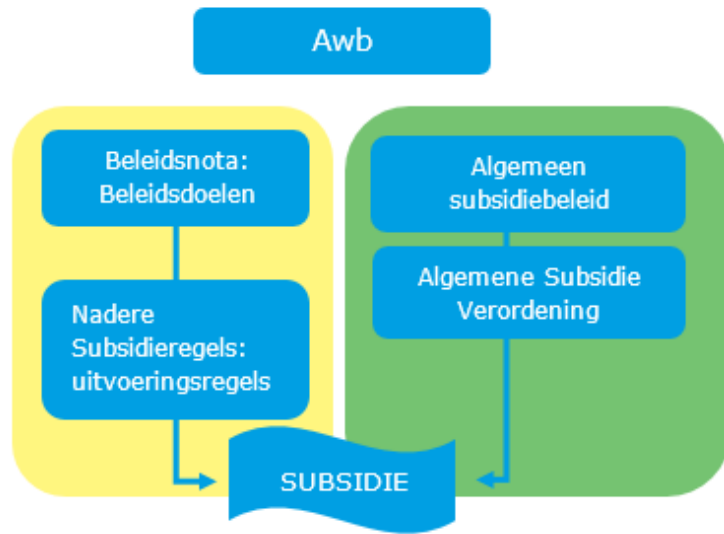 Awb
Beleidsnota:
Beleidsdoelen
Nadere
Subsidieregels:
uitvoeringsregels
Algemeen
subsidiebeleid
Algemene Subsidie
Verordening
SUBSIDIE